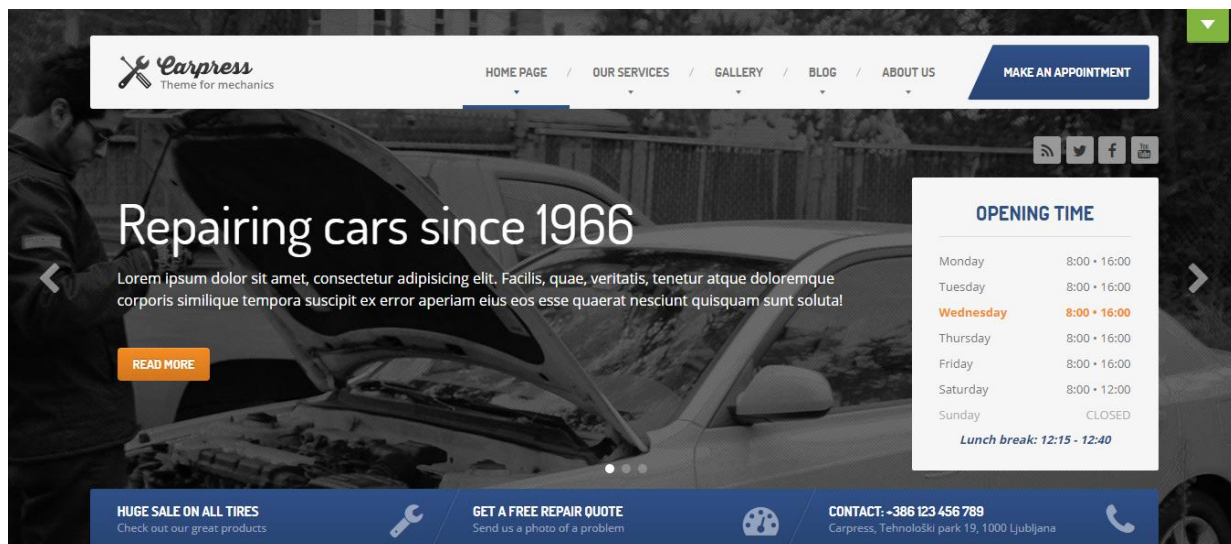 Carpress
Theme for mechanics
HOME PAGE / OUR SERVICES / GALLERY / BLOG / ABOUT US
MAKE AN APPOINTMENT
You Tube
Repairing cars since 1966
Lorem ipsum dolor sit amet, consectetur adipisicing elit. Facilis, quae, veritatis, tenetur atque doloremque
corporis similique tempora suscipit ex error aperiam eius eos esse quaerat nesciunt quisquam sunt soluta!
READ MORE
OPENING TIME
Monday 8:00 • 16:00
Tuesday 8:00 • 16:00
Wednesday 8:00 • 16:00
Thursday 8:00 • 16:00
Friday 8:00 • 16:00
Saturday 8:00 • 12:00
Sunday CLOSED
Lunch break: 12:15 - 12:40
HUGE SALE ON ALL TIRES
Check out our great products
GET A FREE REPAIR QUOTE
Send us a photo of a problem
CONTACT: +386 123 456 789
Carpress, Tehnološki park 19, 1000 Ljubljana